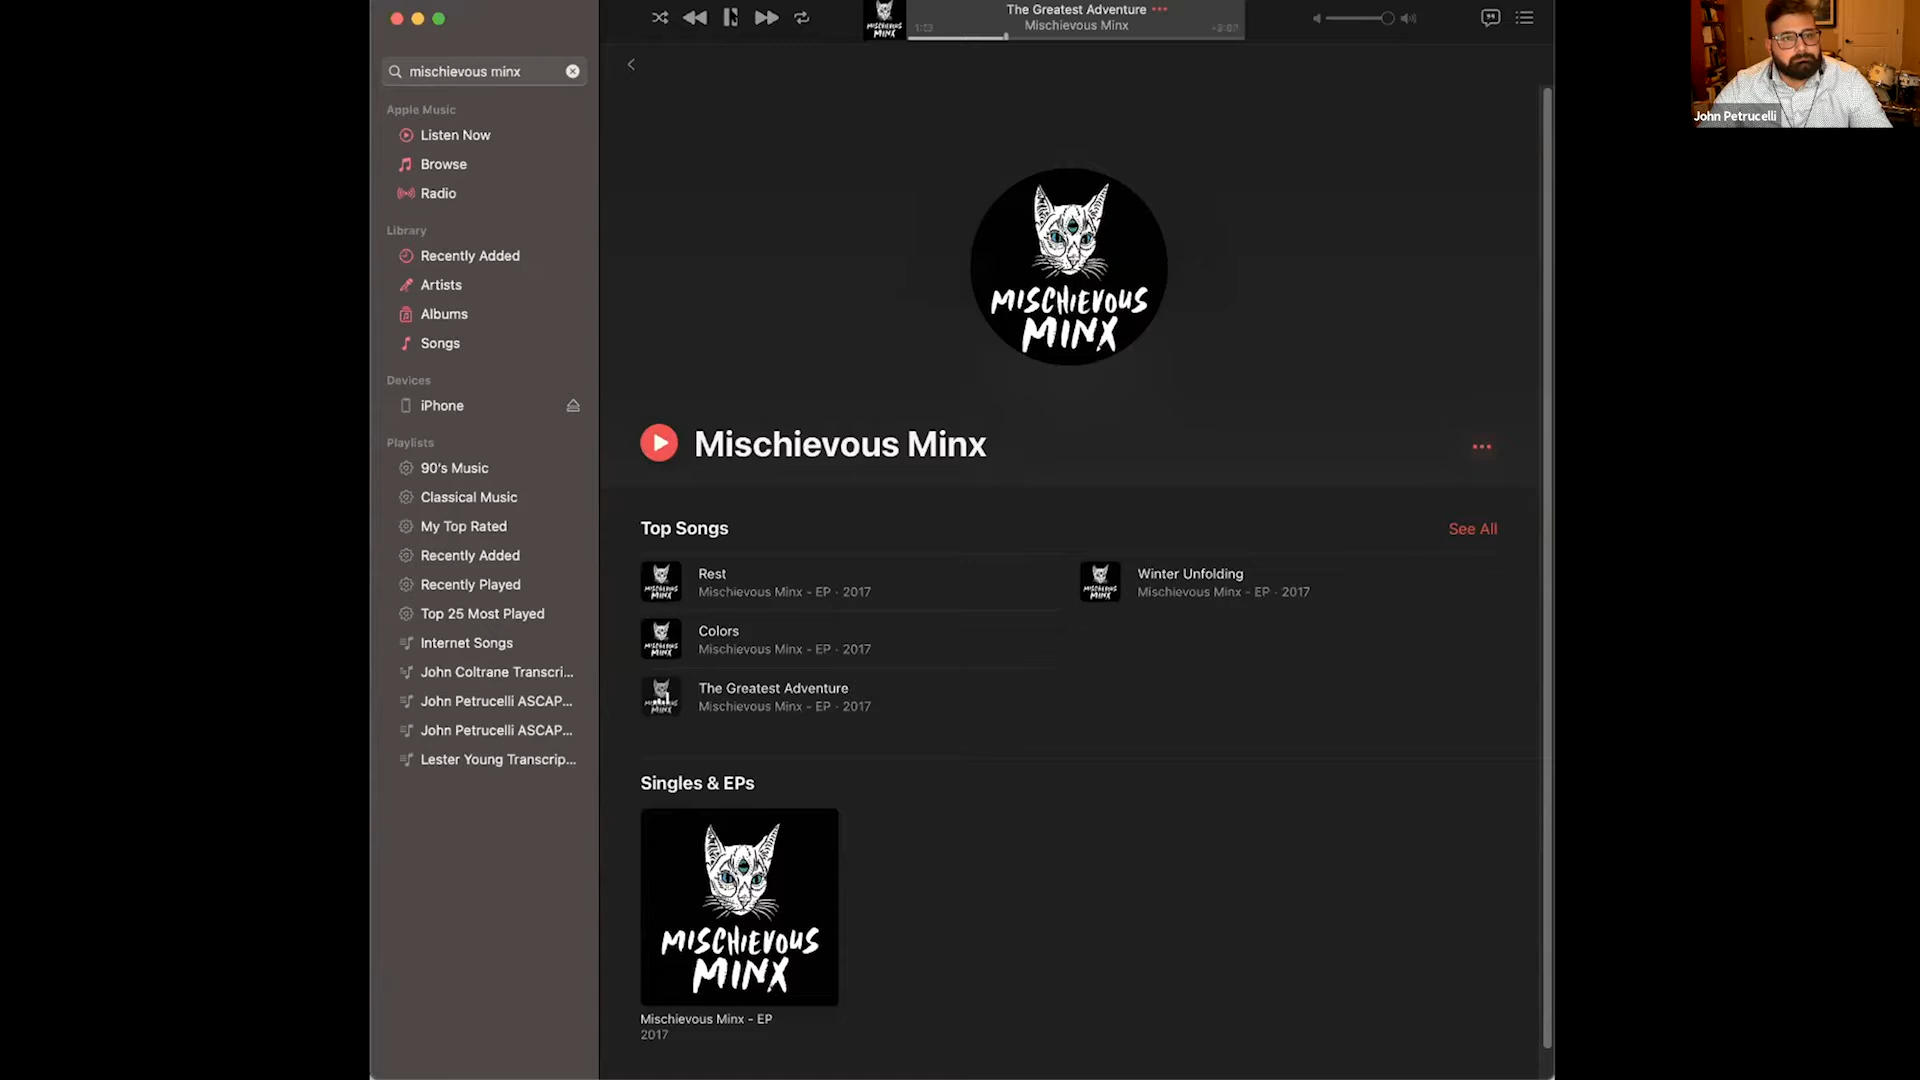 The Greatest Adventure
Mischievous Minx
mischievous minx
Apple Music
Listen Now
Browse
Radio
Library
Recently Added
Artists
Albums
Songs
Devices
iPhone
Playlists
90's Music
Classical Music
My Top Rated
Recently Added
Recently Played
Top 25 Most Played
Internet Songs
John Coltrane Transcri...
John Petrucelli ASCAP...
John Petrucelli ASCAP...
Lester Young Transcrip...
MISCHIEVOUS
MINX
Mischievous Minx
Top Songs
See All
Rest
Mischievous Minx - EP · 2017
Colors
Mischievous Minx - EP · 2017
The Greatest Adventure
Mischievous Minx - EP · 2017
Winter Unfolding
Mischievous Minx - EP · 2017
Singles & EPs
MISCHIEVOUS
MINX
Mischievous Minx - EP
2017
John Petrucelli